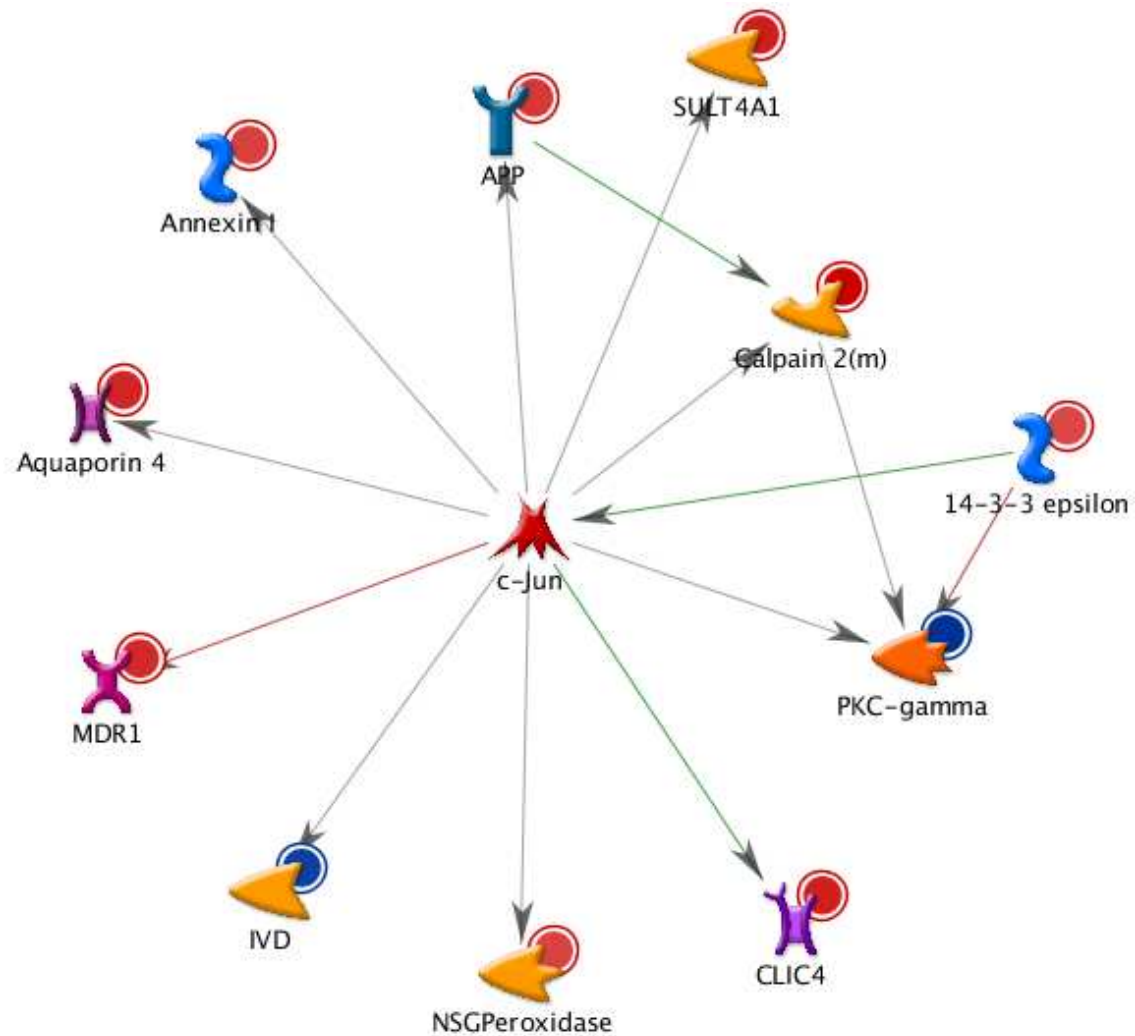 SULT4A1
APP
Annexin I
Calpain 2(m)
Aquaporin 4
14-3-3 epsilon
c-Jun
PKC-gamma
MDR1
IVD
CLIC4
NSGPeroxidase